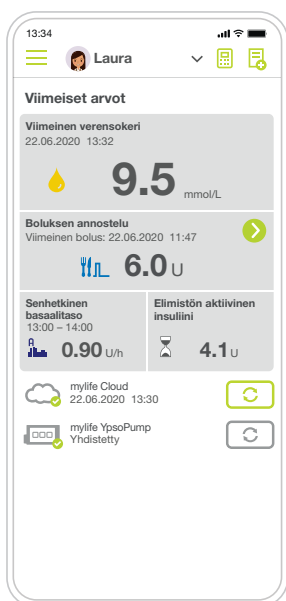 13:34
Laura
Viimeiset arvot
Viimeinen verensokeri
22.06.2020 13:32
9.5 mmol/L
Boluksen annostelu
Viimeinen bolus: 22.06.2020 11:47
6.0 U
Senhetkinen
basaalitaso
13:00 – 14:00
A
0.90 U/h
Elimistön aktiivinen
insuliini
4.1 U
mylife Cloud
22.06.2020 13:30
mylife YpsoPump
Yhdistetty